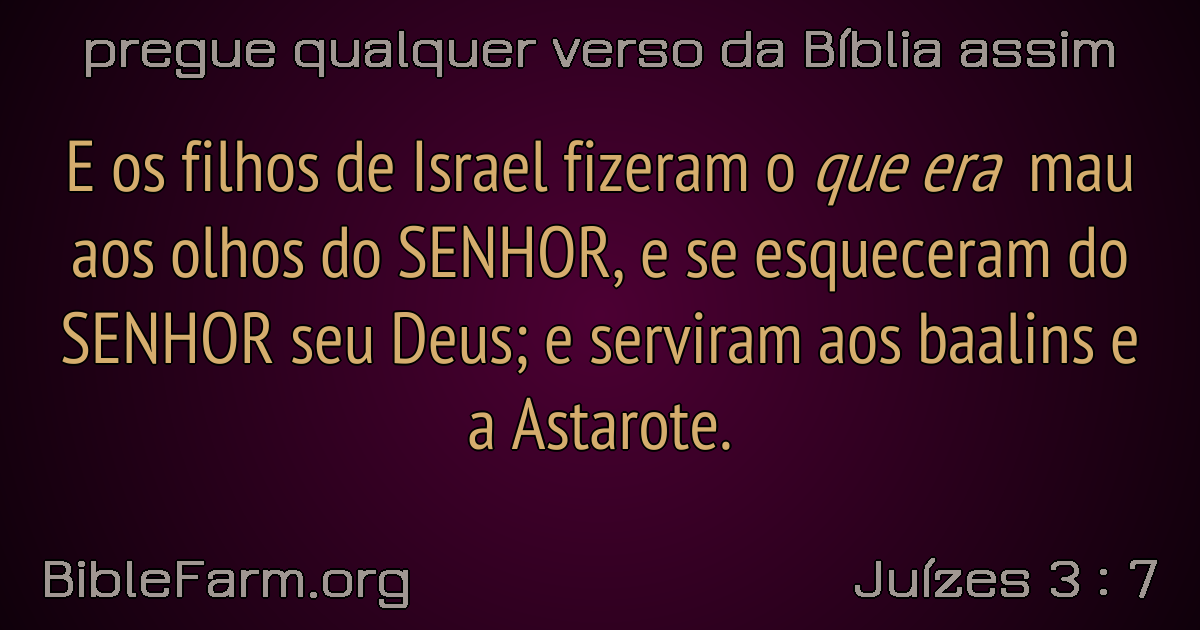 pregue qualquer verso da Bíblia assim
E os filhos de Israel fizeram o que era mau
aos olhos do SENHOR, e se esqueceram do
SENHOR seu Deus; e serviram aos baalins e
a Astarote.
BibleFarm.org
Juízes 3 : 7